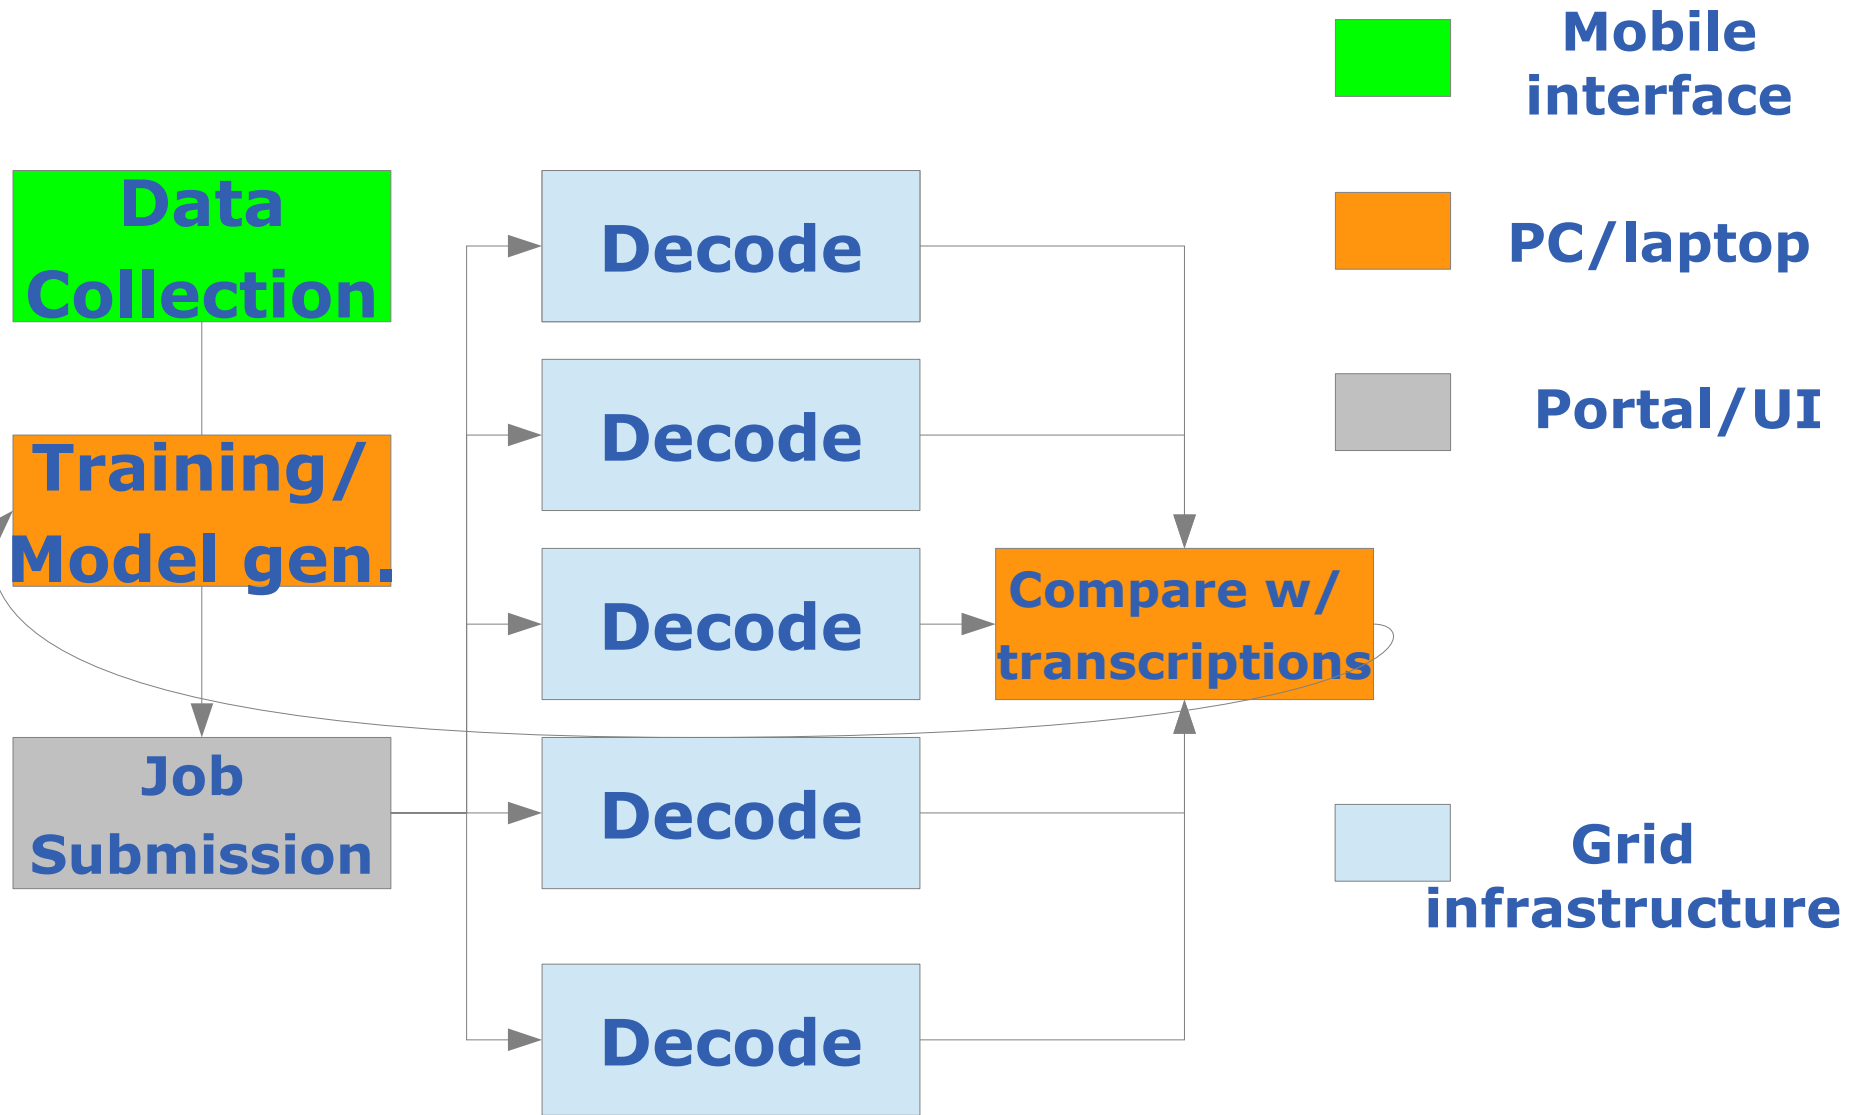 Mobile
interface
Data
Collection
Decode
PC/laptop
Decode
Portal/UI
Training/
Model gen.
Decode
Compare w/
transcriptions
Job
Submission
Decode
Grid
infrastructure
Decode